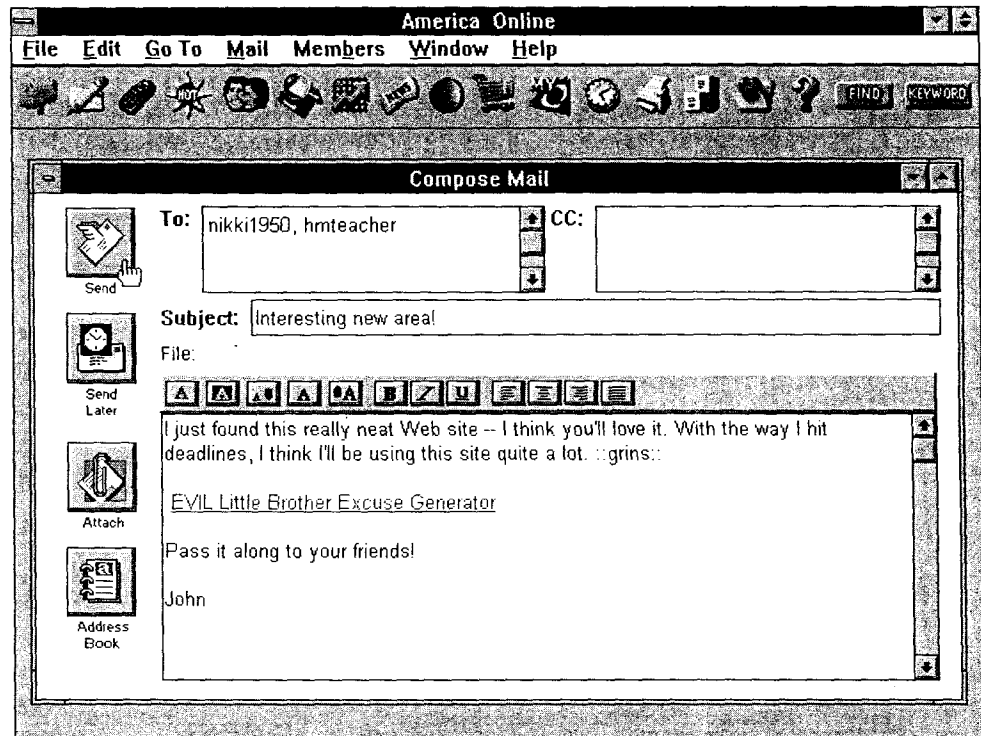 America Online
File Edit Go To Mail Members Window Help
HOT NEWS FIND KEYWORD
Compose Mail
To: nikki1950, hmteacher CC:
Send
Subject: Interesting new area!
File:
Send Later
A A A A A B I U
I just found this really neat Web site -- I think you'll love it. With the way I hit
deadlines, I think I'll be using this site quite a lot. ::grins::
EVIL Little Brother Excuse Generator
Attach
Pass it along to your friends!
a
John
Address
Book